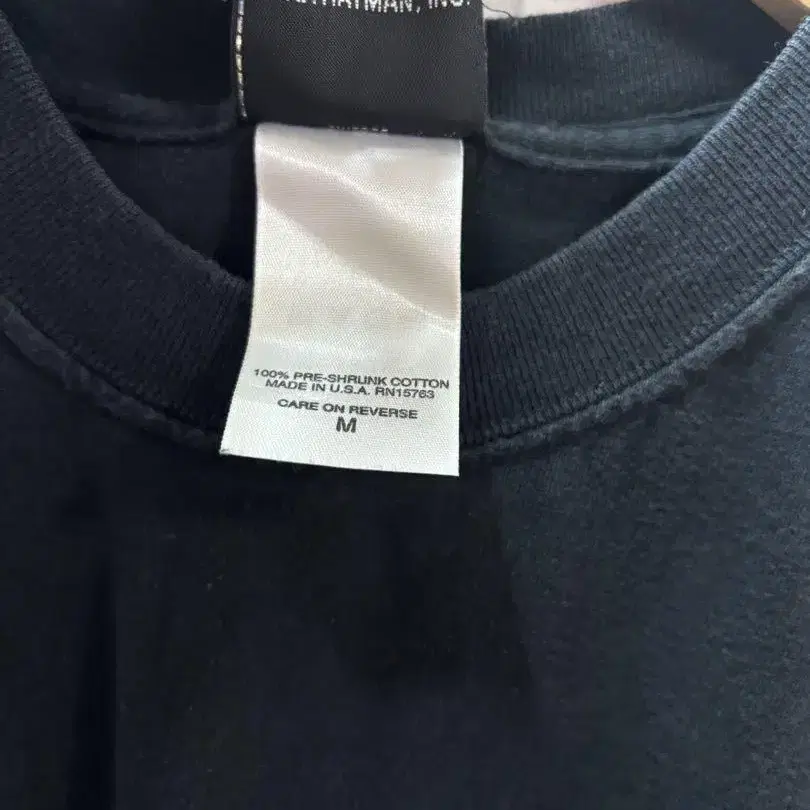 100% PRE-SHRUNK COTTON
MADE IN U.S.A. RN15763
CARE ON REVERSE
M